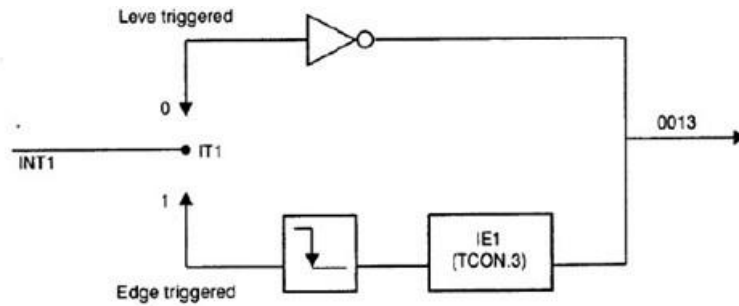 Leve triggered
0
0013
INT1
IT1
1
IE1
(TCON.3)
Edge triggered